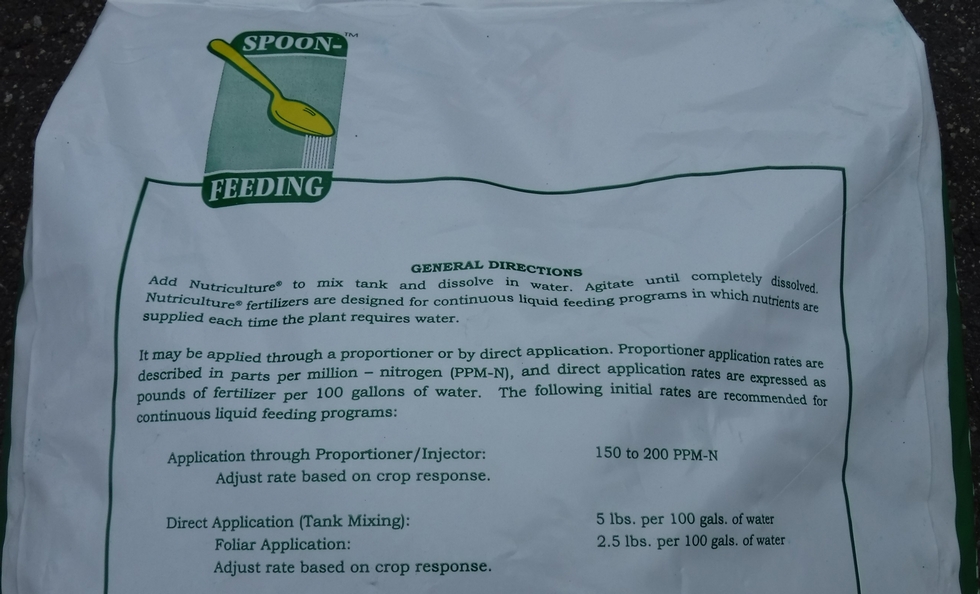 SPOON-™
FEEDING
GENERAL DIRECTIONS
Add Nutriculture® to mix tank and dissolve in water. Agitate until completely dissolved.
Nutriculture® fertilizers are designed for continuous liquid feeding programs in which nutrients are
supplied each time the plant requires water.
It may be applied through a proportioner or by direct application. Proportioner application rates are
described in parts per million – nitrogen (PPM-N), and direct application rates are expressed as
pounds of fertilizer per 100 gallons of water. The following initial rates are recommended for
continuous liquid feeding programs:
Application through Proportioner/Injector: 150 to 200 PPM-N
Adjust rate based on crop response.
Direct Application (Tank Mixing): 5 lbs. per 100 gals. of water
Foliar Application: 2.5 lbs. per 100 gals. of water
Adjust rate based on crop response.